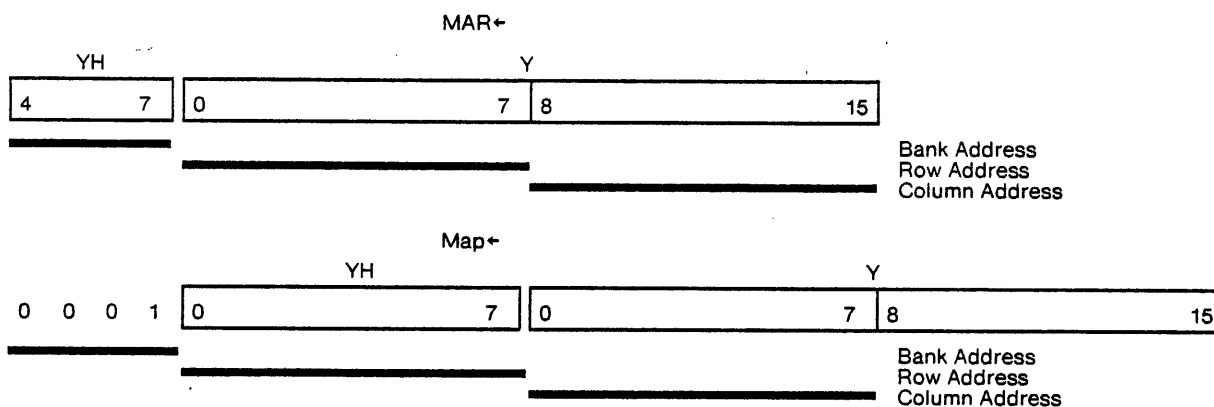 MAR←
YH Y
4 7 0 7 8 15
Bank Address
Row Address
Column Address
Map←
YH Y
0 0 0 1 0 7 0 7 8 15
Bank Address
Row Address
Column Address